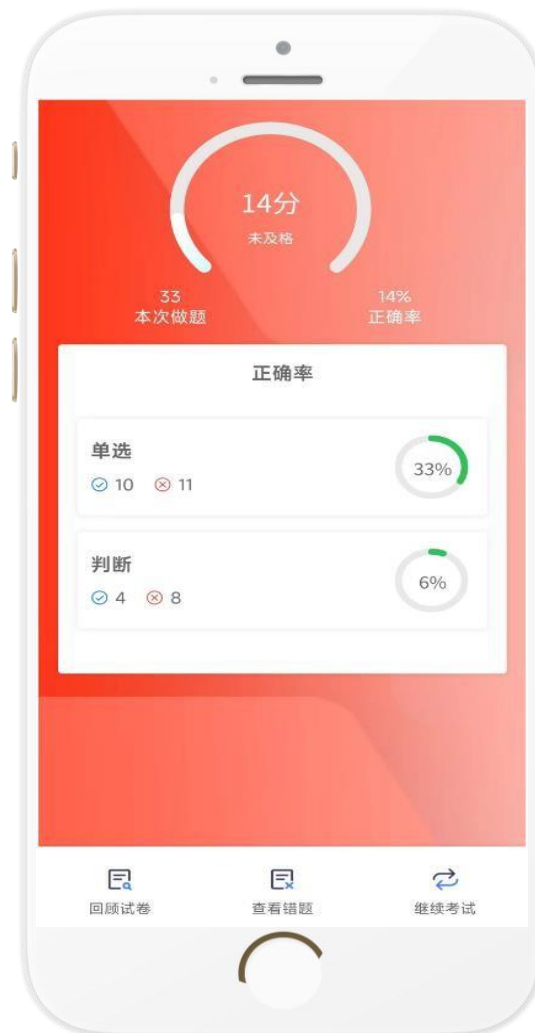 14分
未及格
33
本次做题
14%
正确率
正确率
单选
10 11
33%
判断
4 8
6%
回顾试卷
查看错题
继续考试